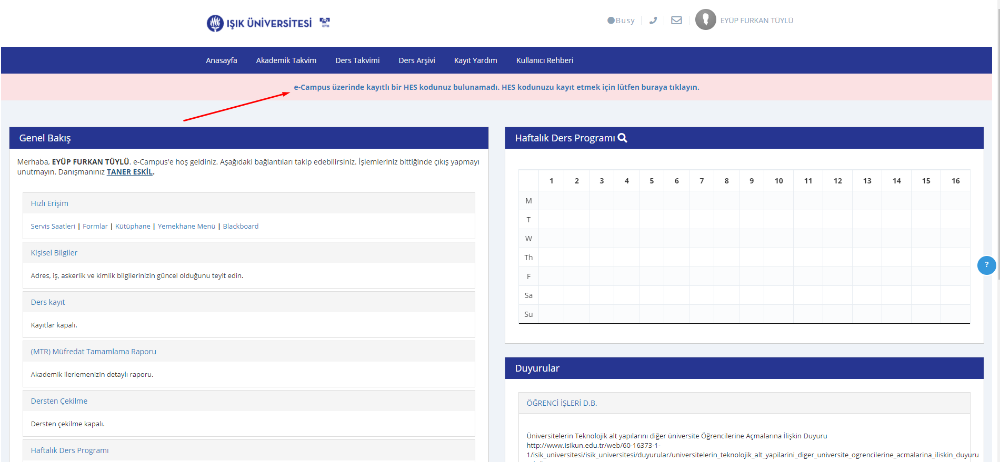 IŞIK ÜNİVERSİTESİ
Busy
EYÜP FURKAN TÜYLÜ
Anasayfa Akademik Takvim Ders Takvimi Ders Arşivi Kayıt Yardım Kullanıcı Rehberi
e-Campus üzerinde kayıtlı bir HES kodunuz bulunamadı. HES kodunuzu kayıt etmek için lütfen buraya tıklayın.
Genel Bakış
Merhaba, EYÜP FURKAN TÜYLÜ. e-Campus'e hoş geldiniz. Aşağıdaki bağlantıları takip edebilirsiniz. İşlemleriniz bittiğinde çıkış yapmayı
unutmayın. Danışmanınız TANER ESKİL.
Hızlı Erişim
Servis Saatleri | Formlar | Kütüphane | Yemekhane Menü | Blackboard
Kişisel Bilgiler
Adres, iş, askerlik ve kimlik bilgilerinizin güncel olduğunu teyit edin.
Ders kayıt
Kayıtlar kapalı.
(MTR) Müfredat Tamamlama Raporu
Akademik ilerlemenizin detaylı raporu.
Dersten Çekilme
Dersten çekilme kapalı.
Haftalık Ders Programı
Haftalık Ders Programı
1 2 3 4 5 6 7 8 9 10 11 12 13 14 15 16
M
T
W
Th
F
Sa
Su
?
Duyurular
ÖĞRENCİ İŞLERİ D.B.
Üniversitelerin Teknolojik alt yapılarını diğer üniversite Öğrencilerine Açmalarına İlişkin Duyuru
http://www.isikun.edu.tr/web/60-16373-1-
1/isik_universitesi/isik_universitesi/duyurular/universitelerin_teknolojik_alt_yapilarini_diger_universite_ogrencilerine_acmalarina_iliskin_duyuru